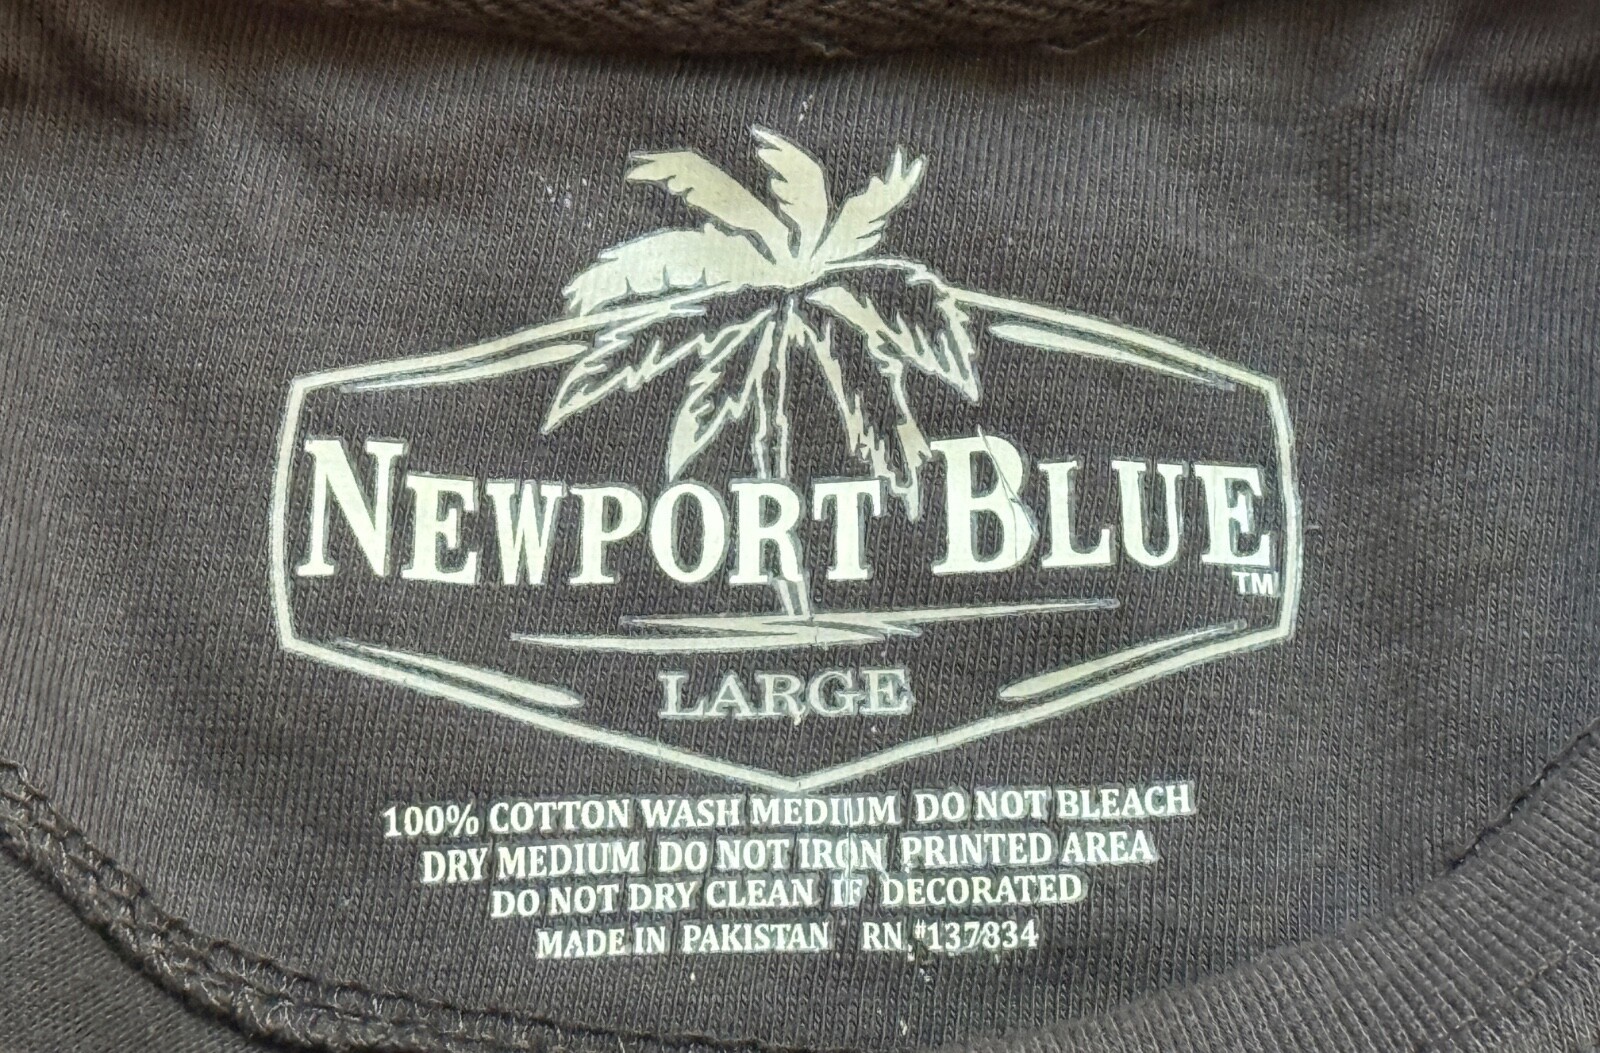 NEWPORT BLUE
TM
LARGE
100% COTTON WASH MEDIUM DO NOT BLEACH
DRY MEDIUM DO NOT IRON PRINTED AREA
DO NOT DRY CLEAN IF DECORATED
MADE IN PAKISTAN RN.#137834